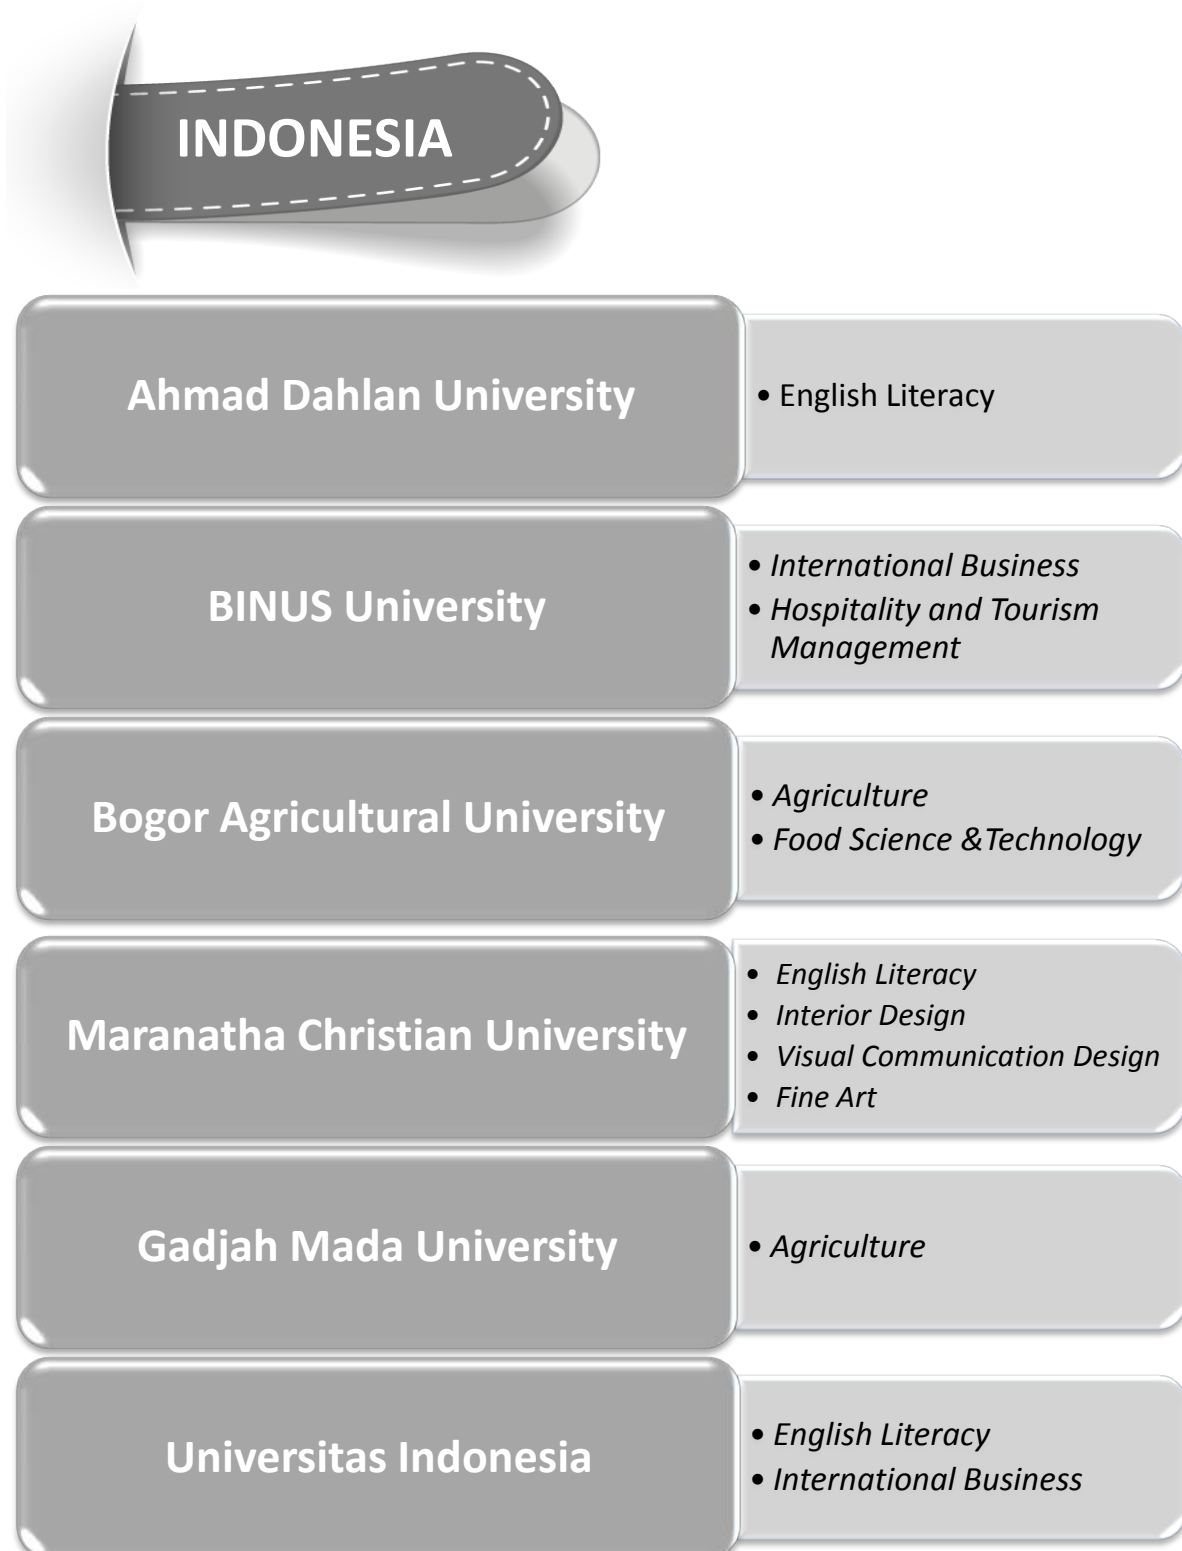 INDONESIA
Ahmad Dahlan University
• English Literacy
BINUS University
• International Business
• Hospitality and Tourism
Management
Bogor Agricultural University
• Agriculture
• Food Science &Technology
Maranatha Christian University
• English Literacy
• Interior Design
• Visual Communication Design
• Fine Art
Gadjah Mada University
• Agriculture
Universitas Indonesia
• English Literacy
• International Business